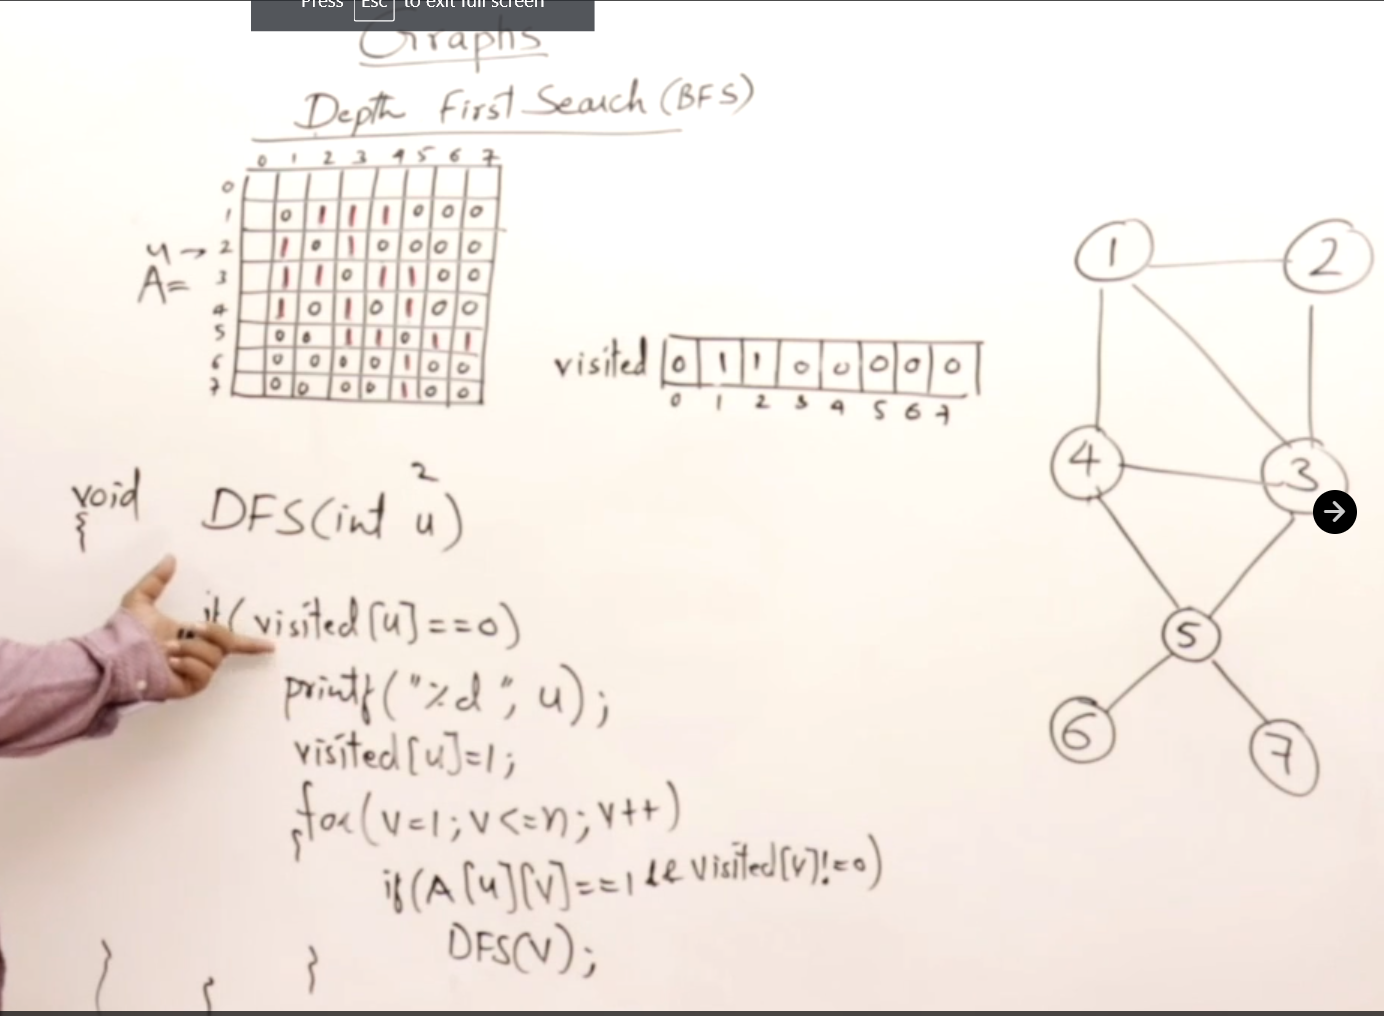 Press Esc to exit full screen
Graphs
Depth First Search (BFS)
0 1 2 3 4 5 6 7
0
1 0 1 1 1 0 0 0
u → 2 1 0 1 0 0 0 0
A= 3 1 1 0 1 1 0 0
4 1 0 1 0 1 0 0
5 0 0 1 1 0 1 1
6 0 0 0 0 1 0 0
7 0 0 0 0 1 0 0
visited 0 1 1 0 0 0 0 0
0 1 2 3 4 5 6 7
1 2
4 3
5
6 7
2
void DFS(int u)
{
if(visited[u]==0)
printf("%d", u);
visited[u]=1;
for(v=1;v<=n;v++)
{
if(A[u][v]==1 && visited[v]!=0)
DFS(v);
}
}